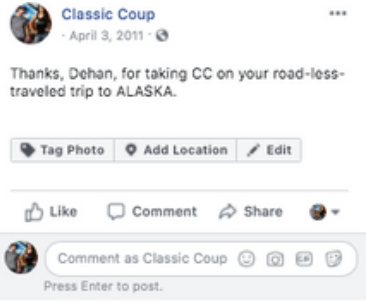 Classic Coup
· April 3, 2011 ·
Thanks, Dehan, for taking CC on your road-less-
traveled trip to ALASKA.
Tag Photo Add Location Edit
Like Comment Share
Comment as Classic Coup GIF
Press Enter to post.